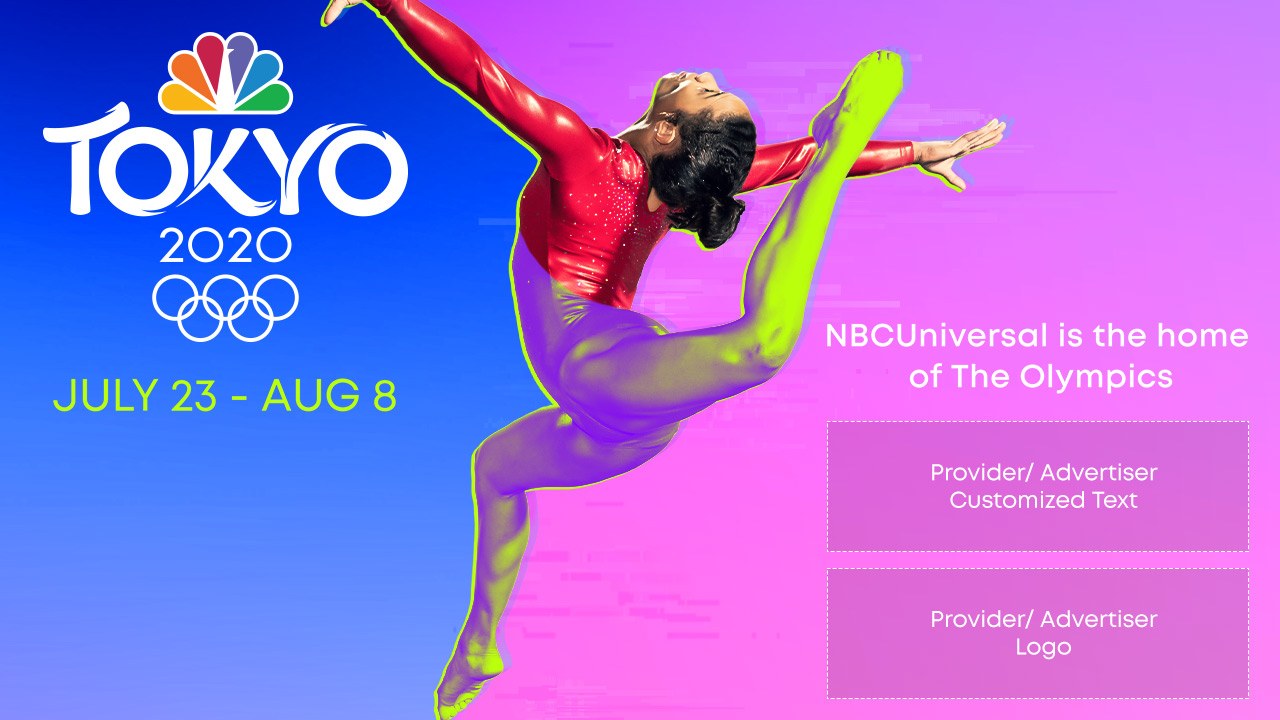 TOKYO
2020
JULY 23 - AUG 8
NBCUniversal is the home
of The Olympics
Provider/ Advertiser
Customized Text
Provider/ Advertiser
Logo